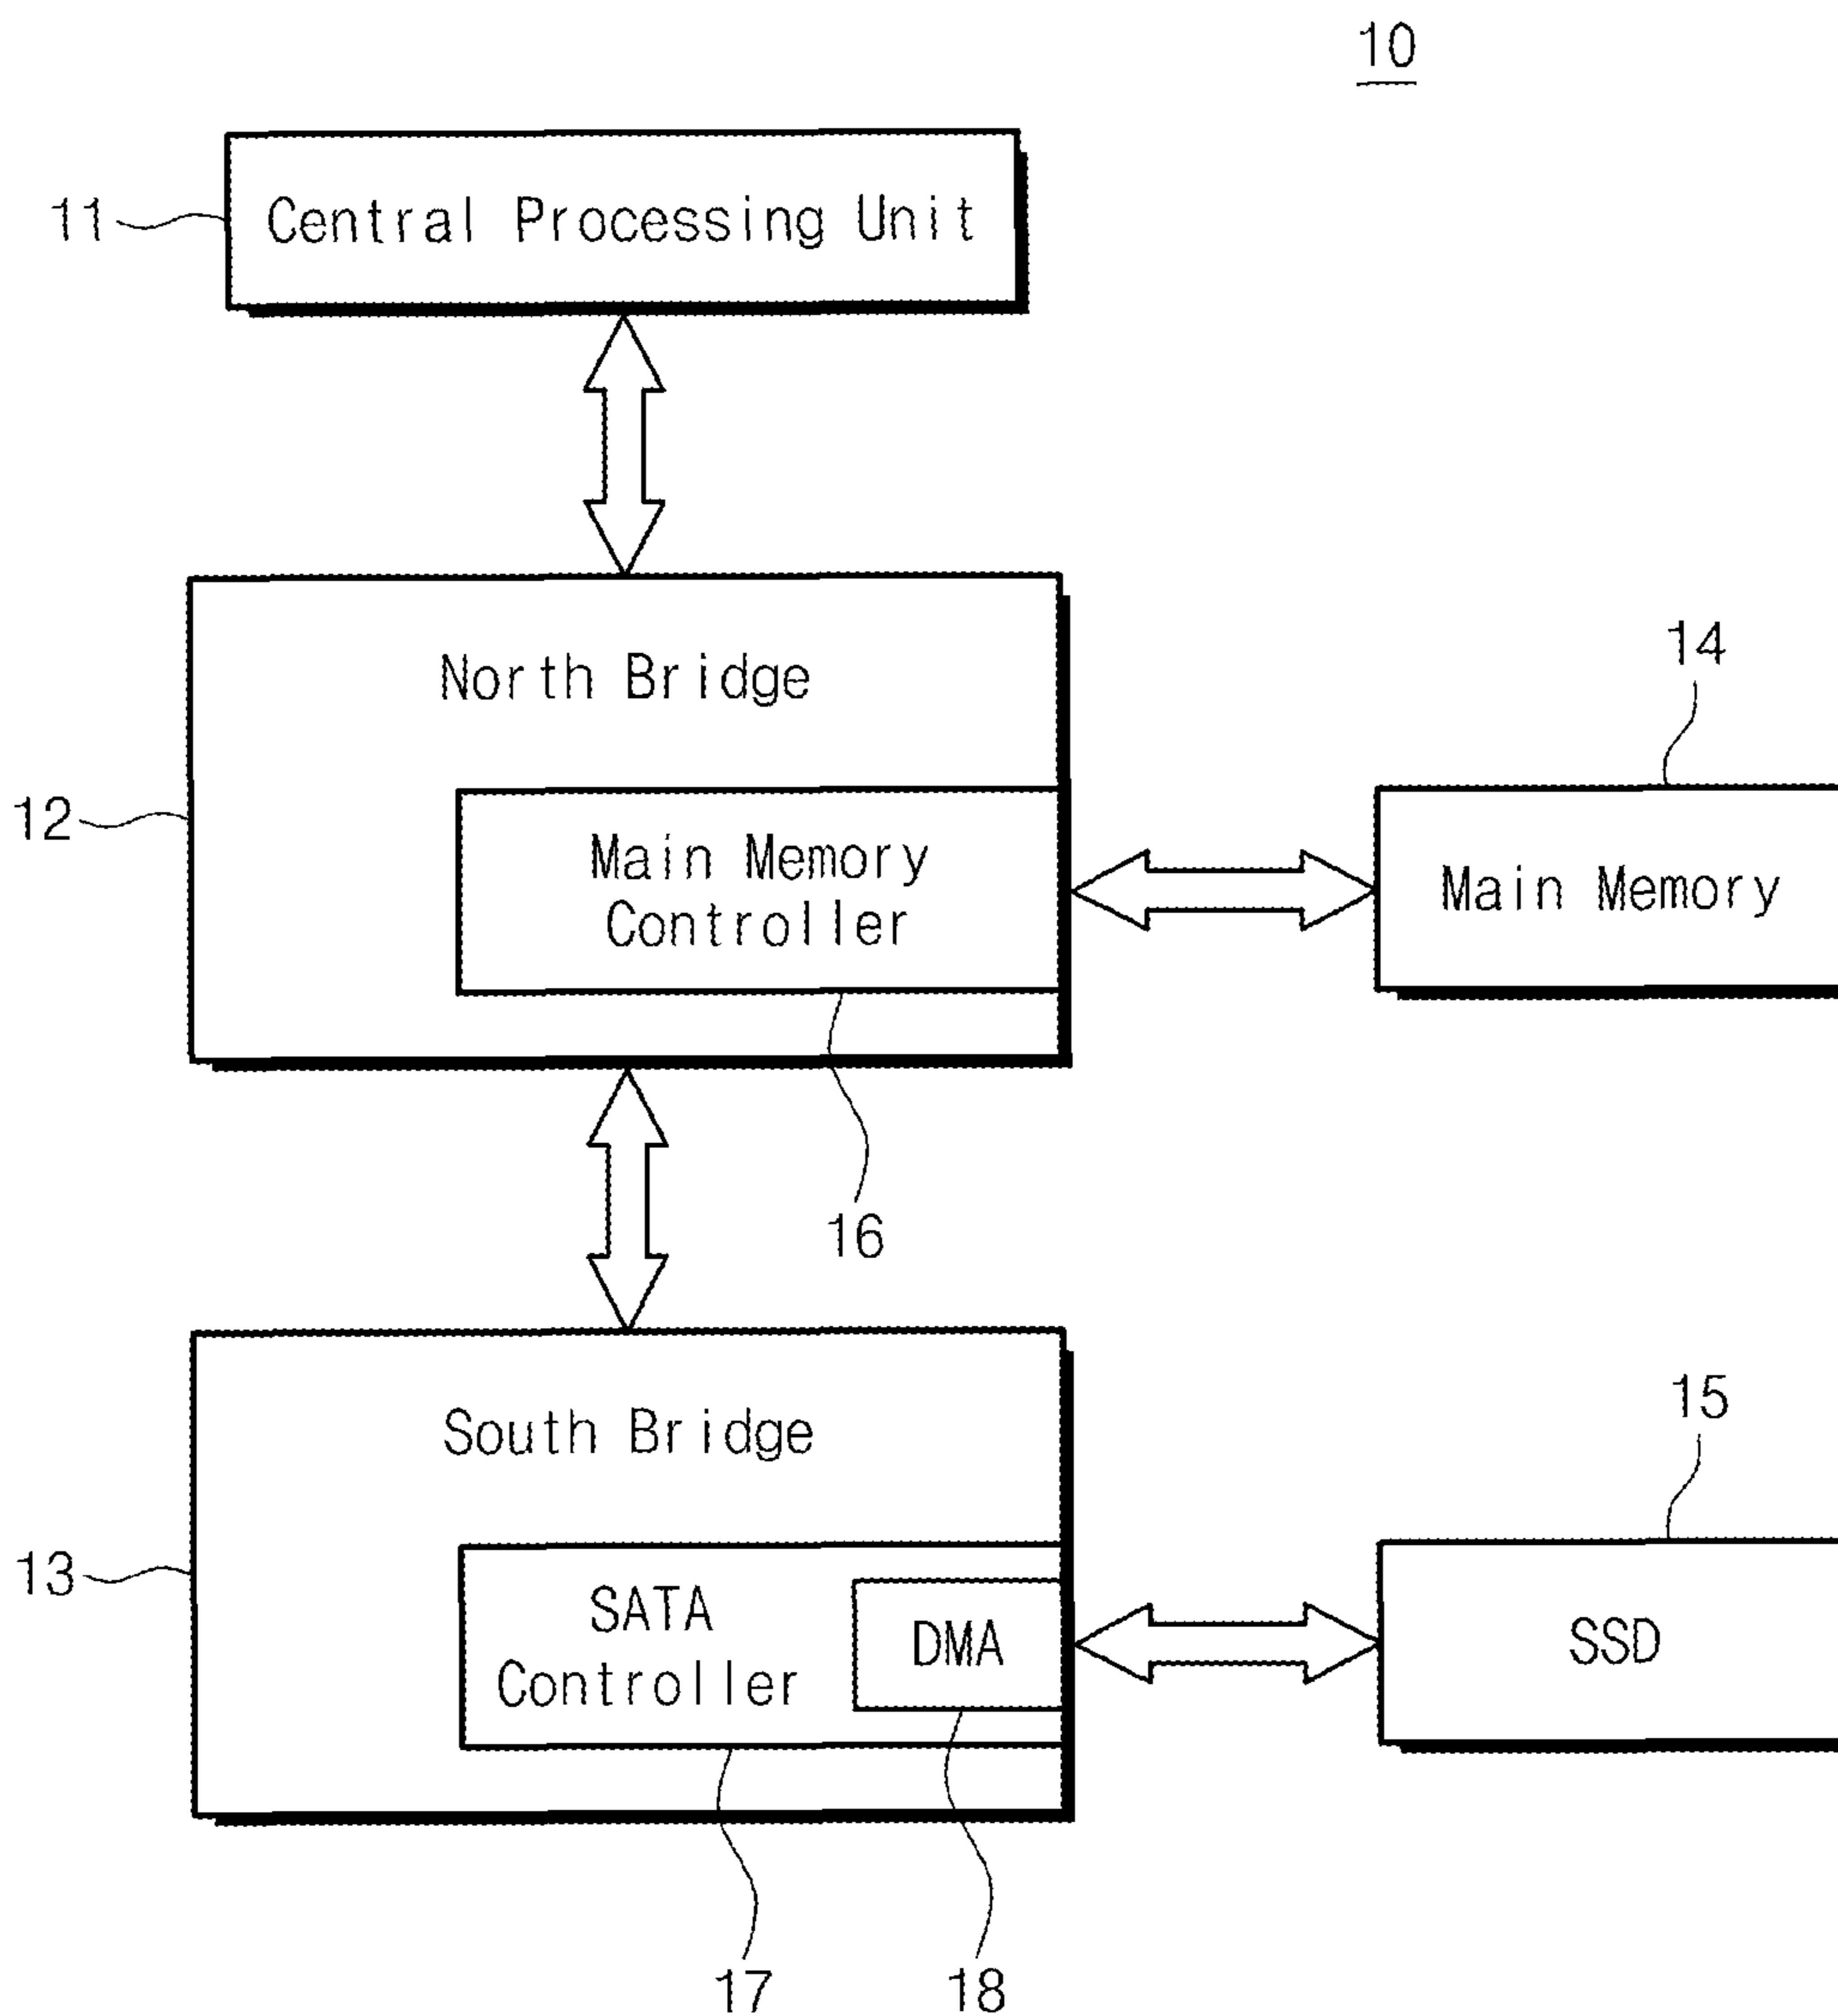 10
11
Central Processing Unit
North Bridge
14
12
Main Memory
Controller
Main Memory
16
South Bridge
15
13
SATA
Controller
DMA
SSD
17
18